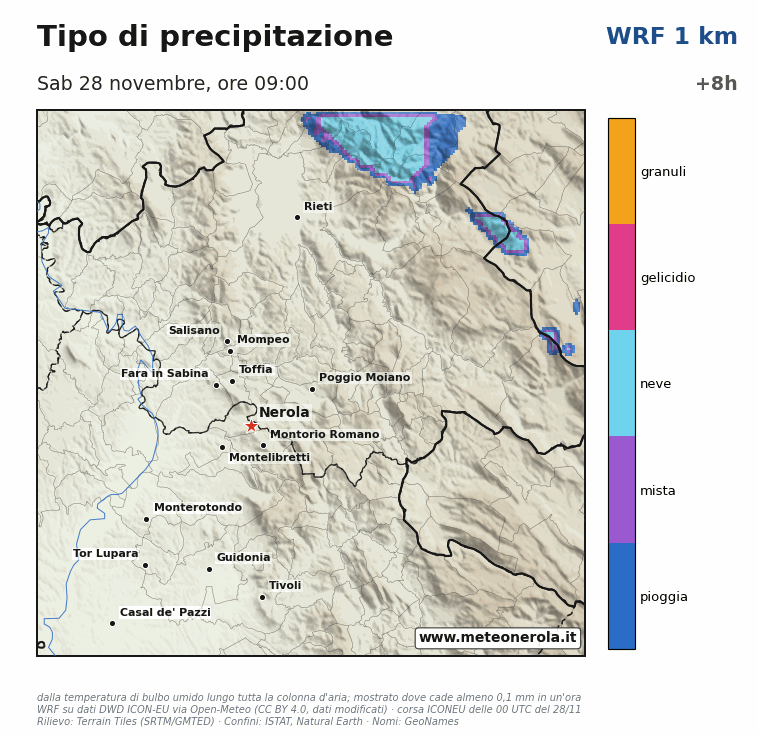 Tipo di precipitazione
WRF 1 km
Sab 28 novembre, ore 09:00
+8h
granuli
gelicidio
neve
mista
pioggia
Rieti
Salisano
Mompeo
Fara in Sabina
Toffia
Poggio Moiano
Nerola
Montorio Romano
Montelibretti
Monterotondo
Tor Lupara
Guidonia
Tivoli
Casal de' Pazzi
www.meteonerola.it
dalla temperatura di bulbo umido lungo tutta la colonna d'aria; mostrato dove cade almeno 0,1 mm in un'ora
WRF su dati DWD ICON-EU via Open-Meteo (CC BY 4.0, dati modificati) · corsa ICONEU delle 00 UTC del 28/11
Rilievo: Terrain Tiles (SRTM/GMTED) · Confini: ISTAT, Natural Earth · Nomi: GeoNames